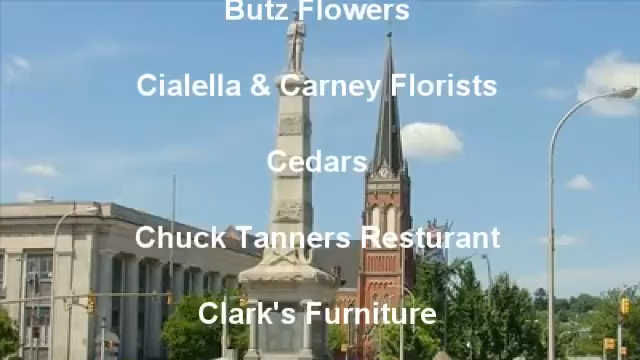 Butz Flowers
Cialella & Carney Florists
Cedars
Chuck Tanners Resturant
Clark's Furniture